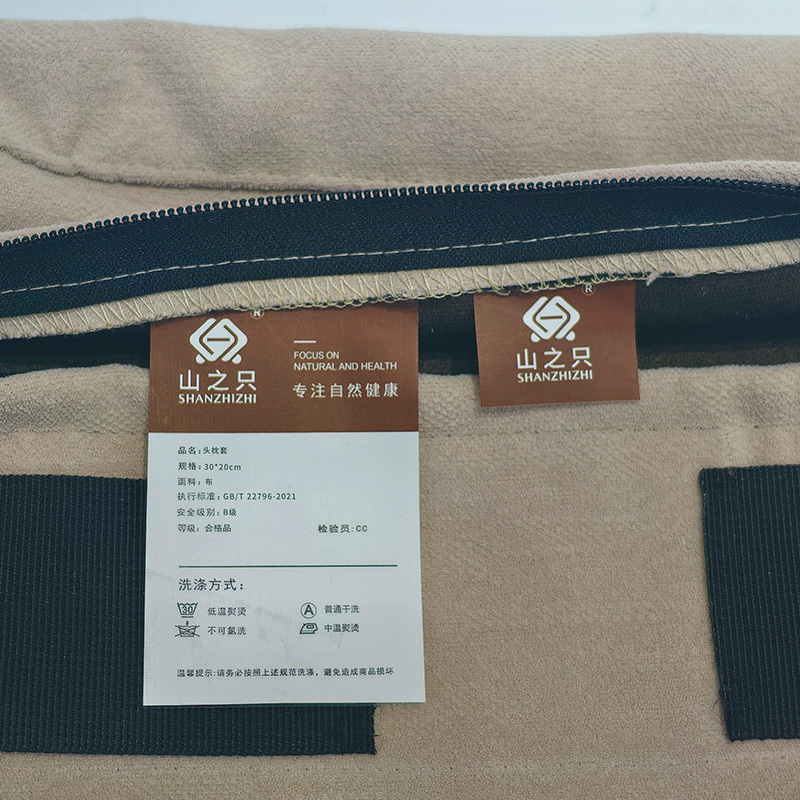 ®
山之只
SHANZHIZHI
FOCUS ON
NATURAL AND HEALTH
专注自然健康
®
山之只
SHANZHIZHI
品名：头枕套
规格：30*20cm
面料：布
执行标准：GB/T 22796-2021
安全级别：B级
等级：合格品
检验员：CC
洗涤方式：
30 低温熨烫
A 普通干洗
不可氯洗
中温熨烫
温馨提示：请务必按照上述规范洗涤，避免造成商品损坏